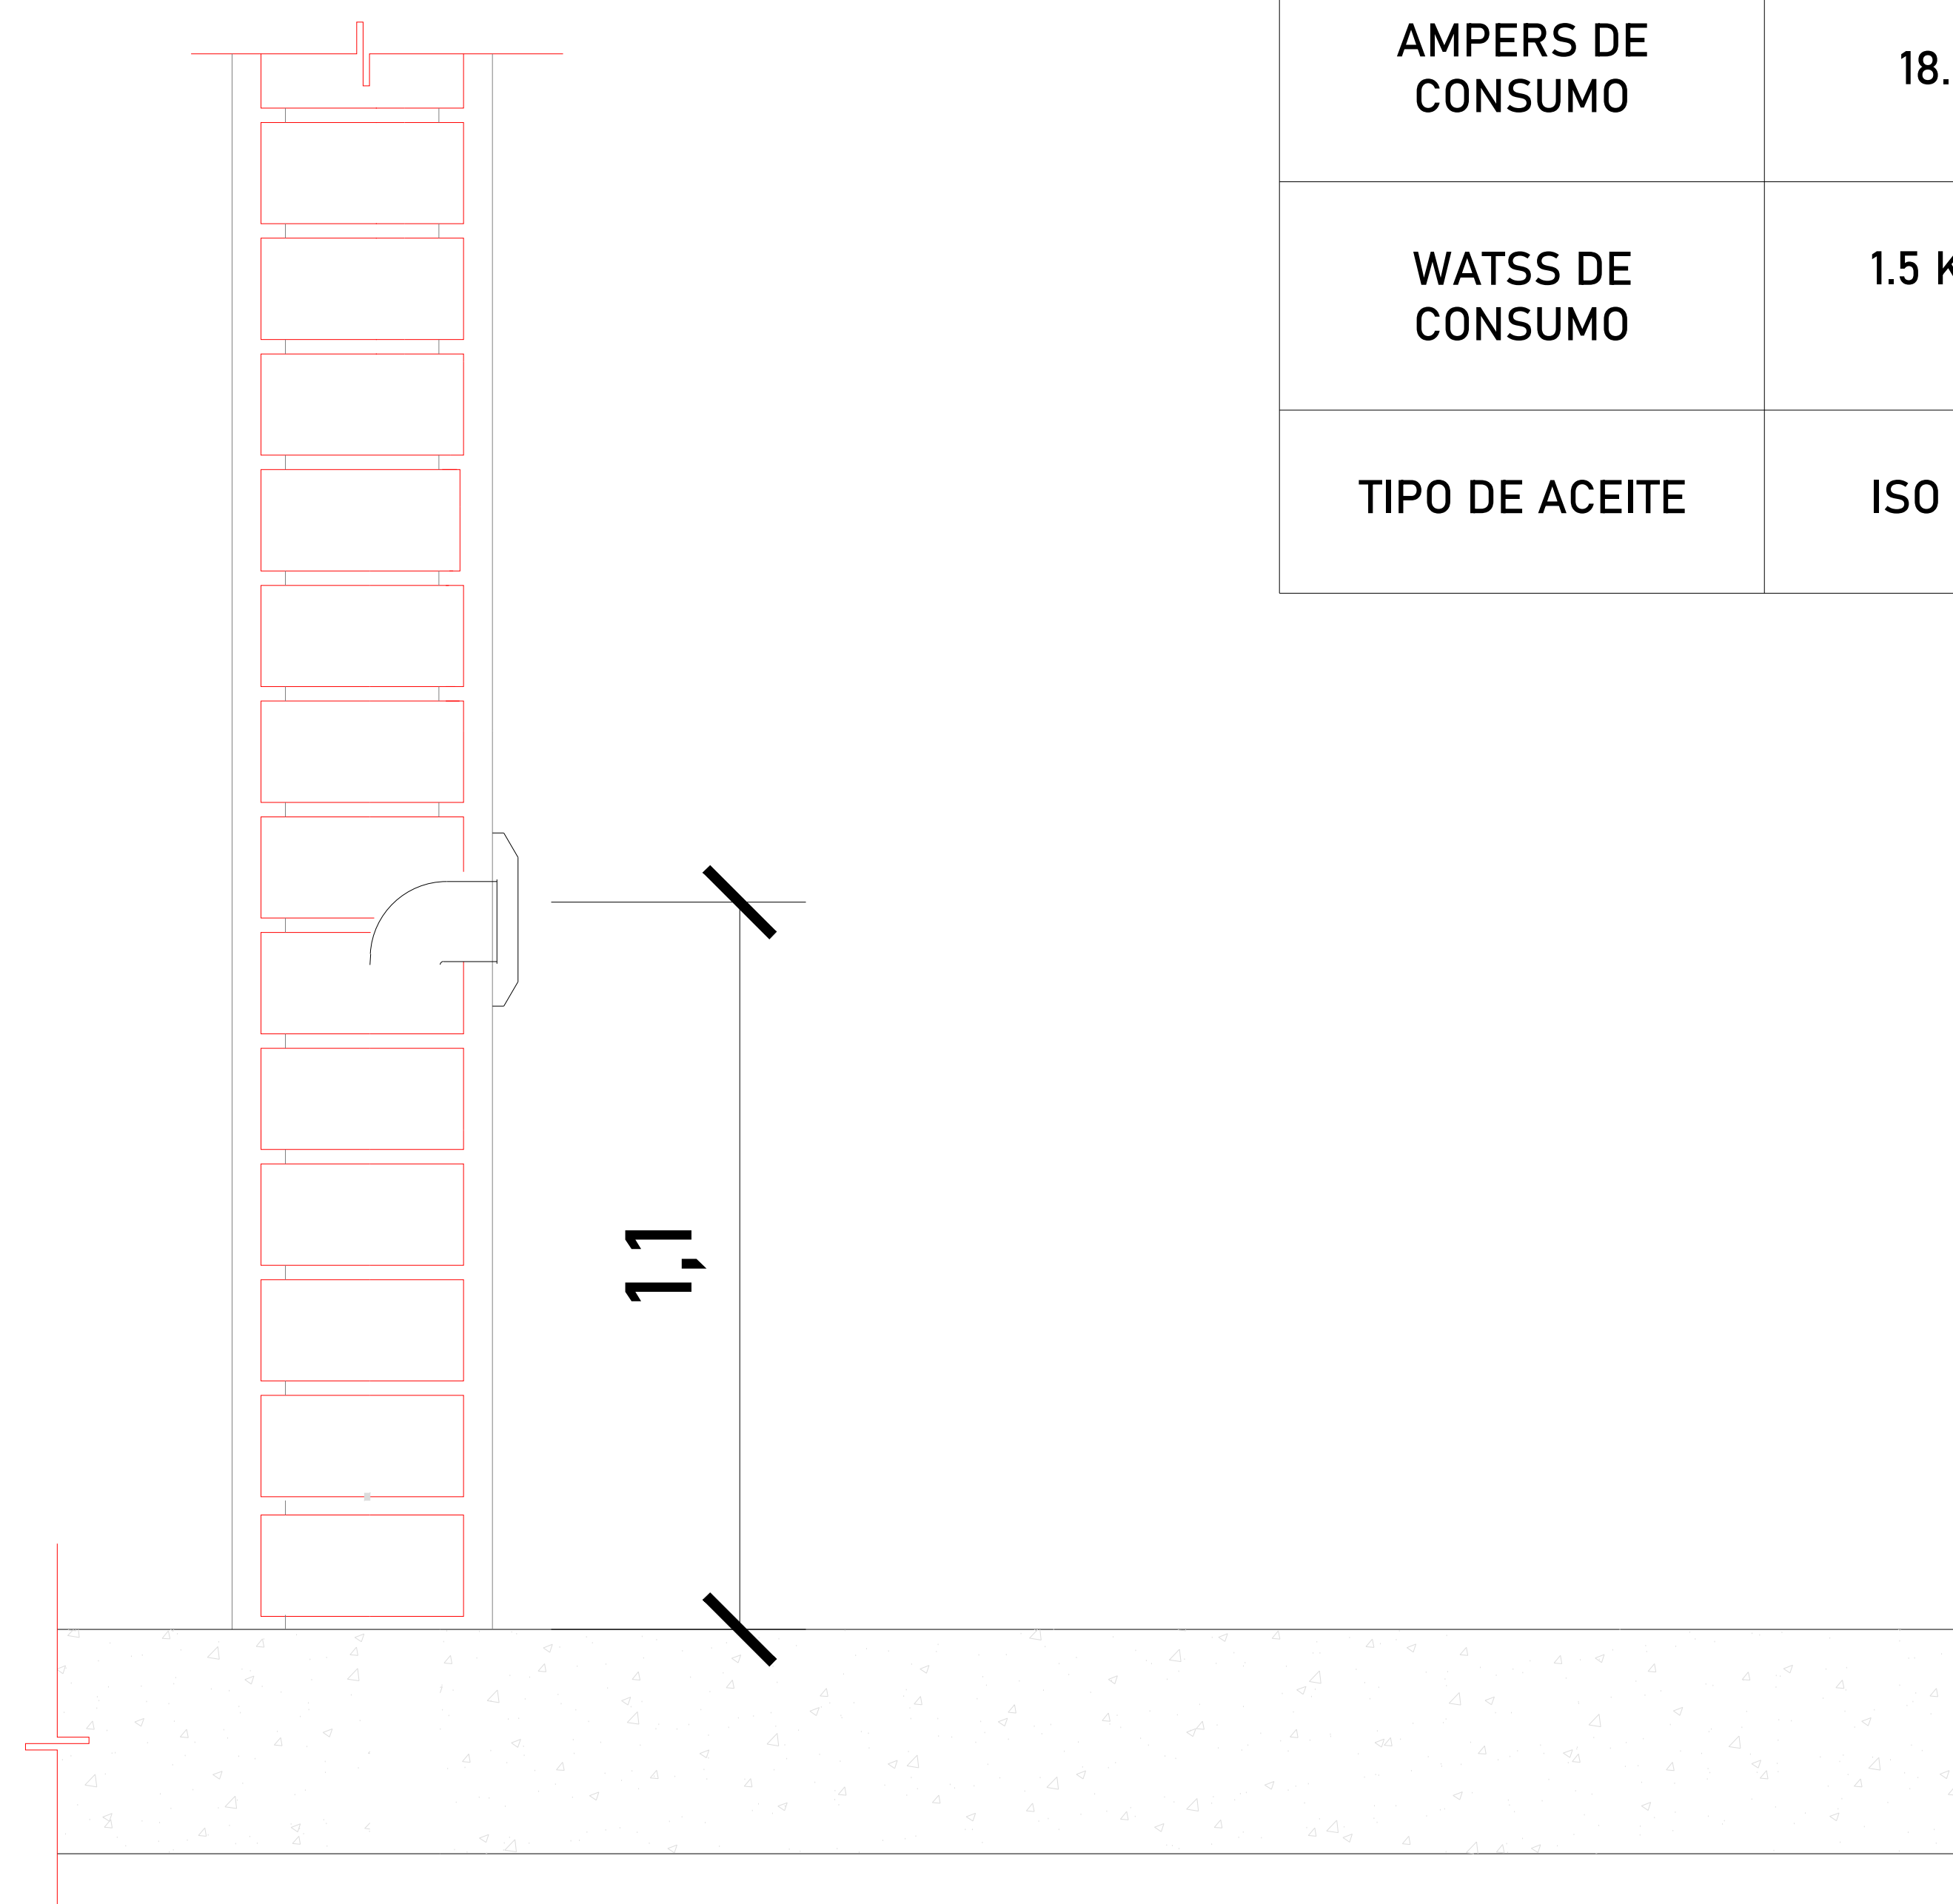 AMPERS DE
CONSUMO
18.
WATSS DE
CONSUMO
1.5
TIPO DE ACEITE
ISO
1,1